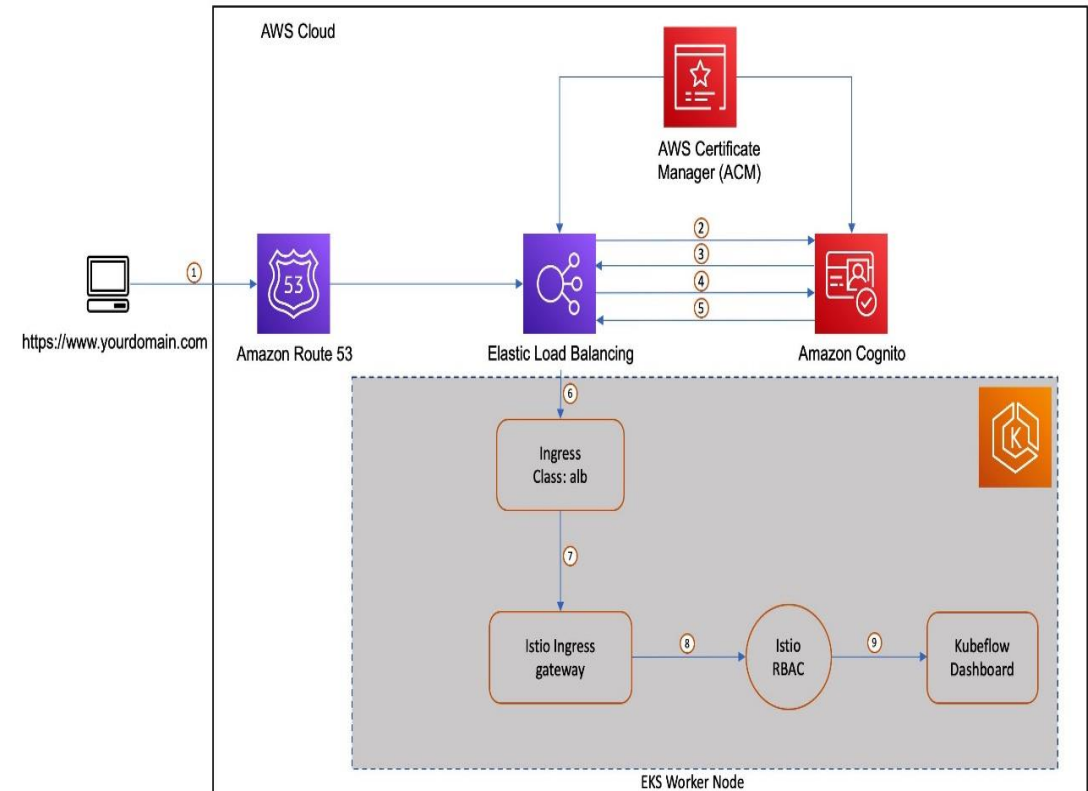 AWS Cloud
AWS Certificate
Manager (ACM)
1
2
3
4
5
53
https://www.yourdomain.com
Amazon Route 53
Elastic Load Balancing
Amazon Cognito
6
K
Ingress
Class: alb
7
Istio Ingress
gateway
8
Istio
RBAC
9
Kubeflow
Dashboard
EKS Worker Node